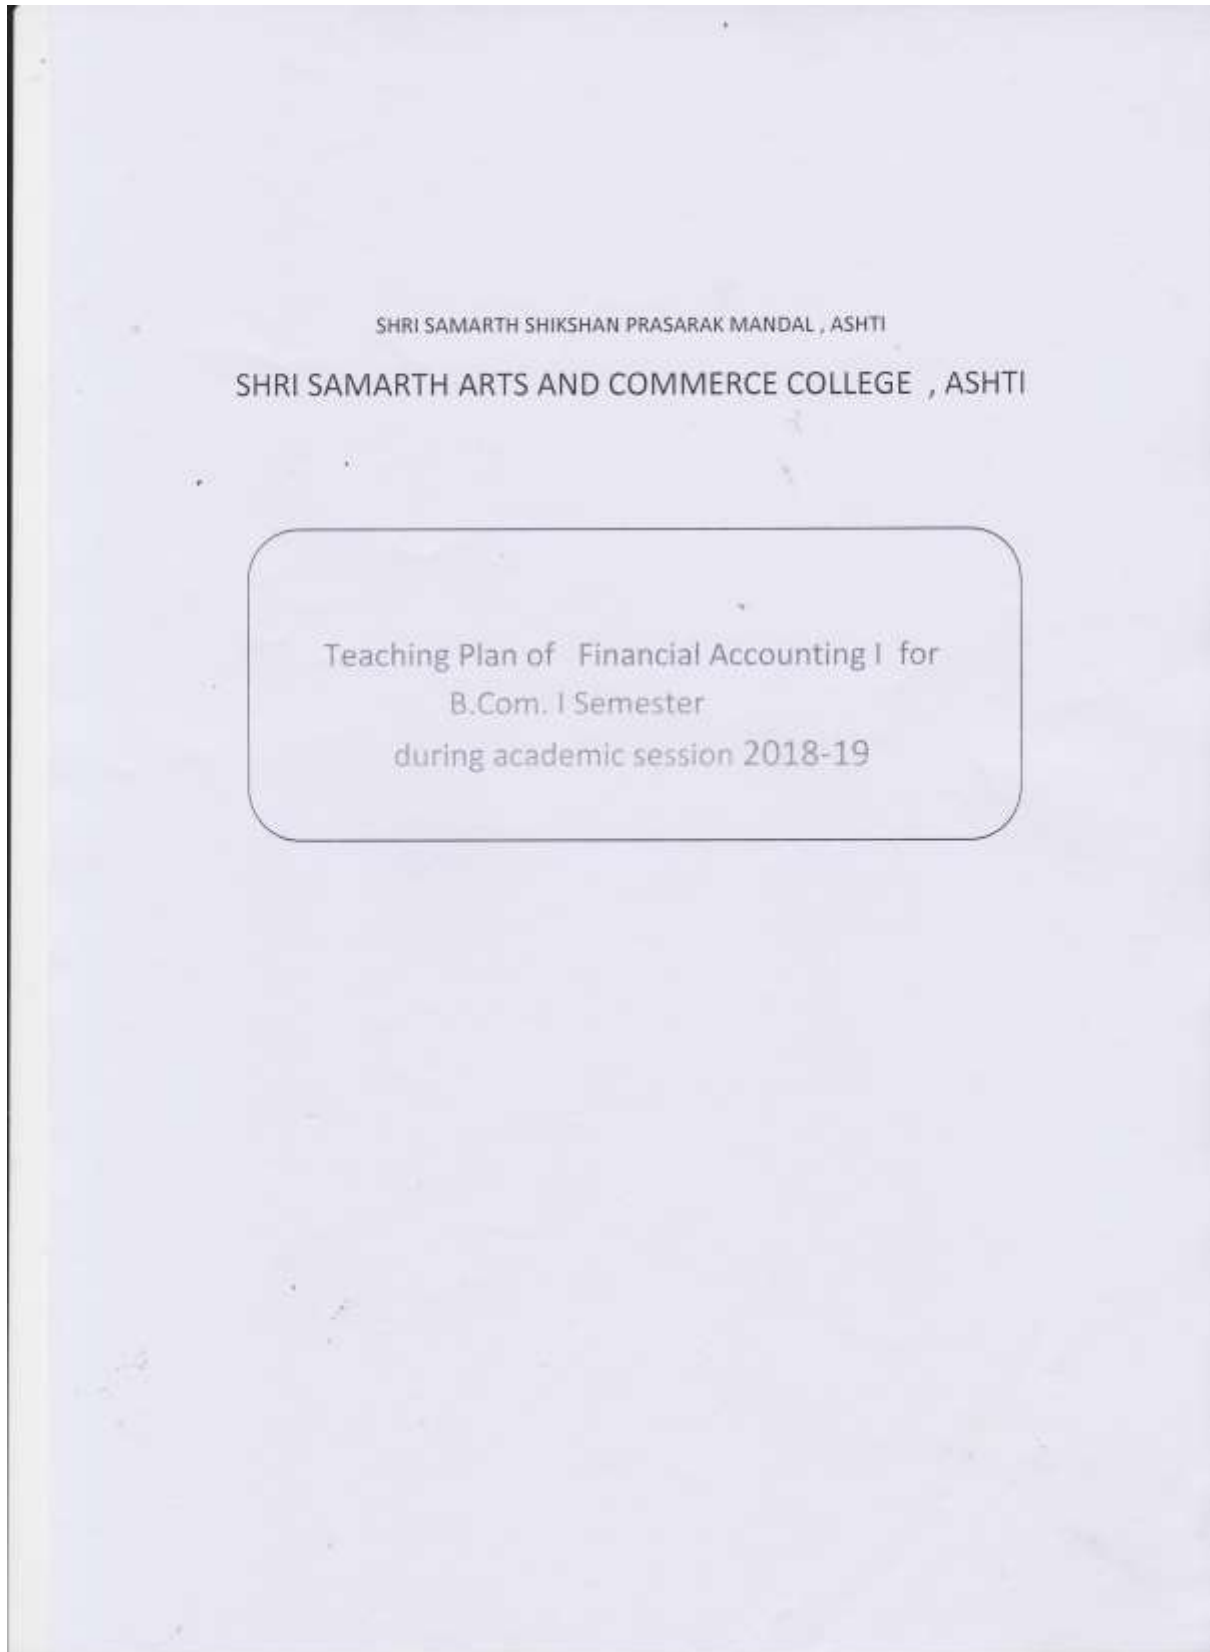 SHRI SAMARTH SHIKSHAN PRASARAK MANDAL , ASHTI
SHRI SAMARTH ARTS AND COMMERCE COLLEGE , ASHTI
Teaching Plan of Financial Accounting I for
B.Com. I Semester
during academic session 2018-19